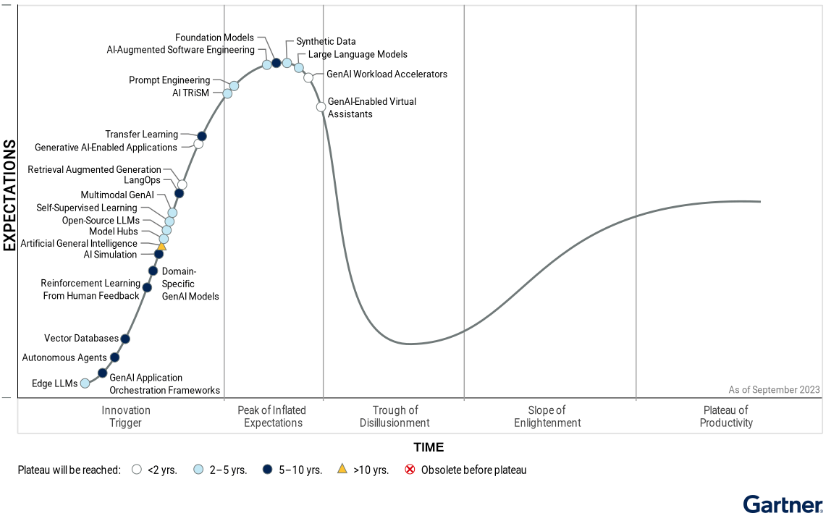 Foundation Models
Synthetic Data
AI-Augmented Software Engineering
Large Language Models
GenAI Workload Accelerators
Prompt Engineering
AI TRiSM
GenAI-Enabled Virtual
Assistants
Transfer Learning
Generative AI-Enabled Applications
Retrieval Augmented Generation
LangOps
Multimodal GenAI
Self-Supervised Learning
Open-Source LLMs
Model Hubs
Artificial General Intelligence
AI Simulation
Domain-
Specific
GenAI Models
Reinforcement Learning
From Human Feedback
Vector Databases
Autonomous Agents
GenAI Application
Orchestration Frameworks
Edge LLMs
EXPECTATIONS
As of September 2023
Innovation
Trigger
Peak of Inflated
Expectations
Trough of
Disillusionment
Slope of
Enlightenment
Plateau of
Productivity
TIME
Plateau will be reached: <2 yrs. 2–5 yrs. 5–10 yrs. >10 yrs. Obsolete before plateau
Gartner